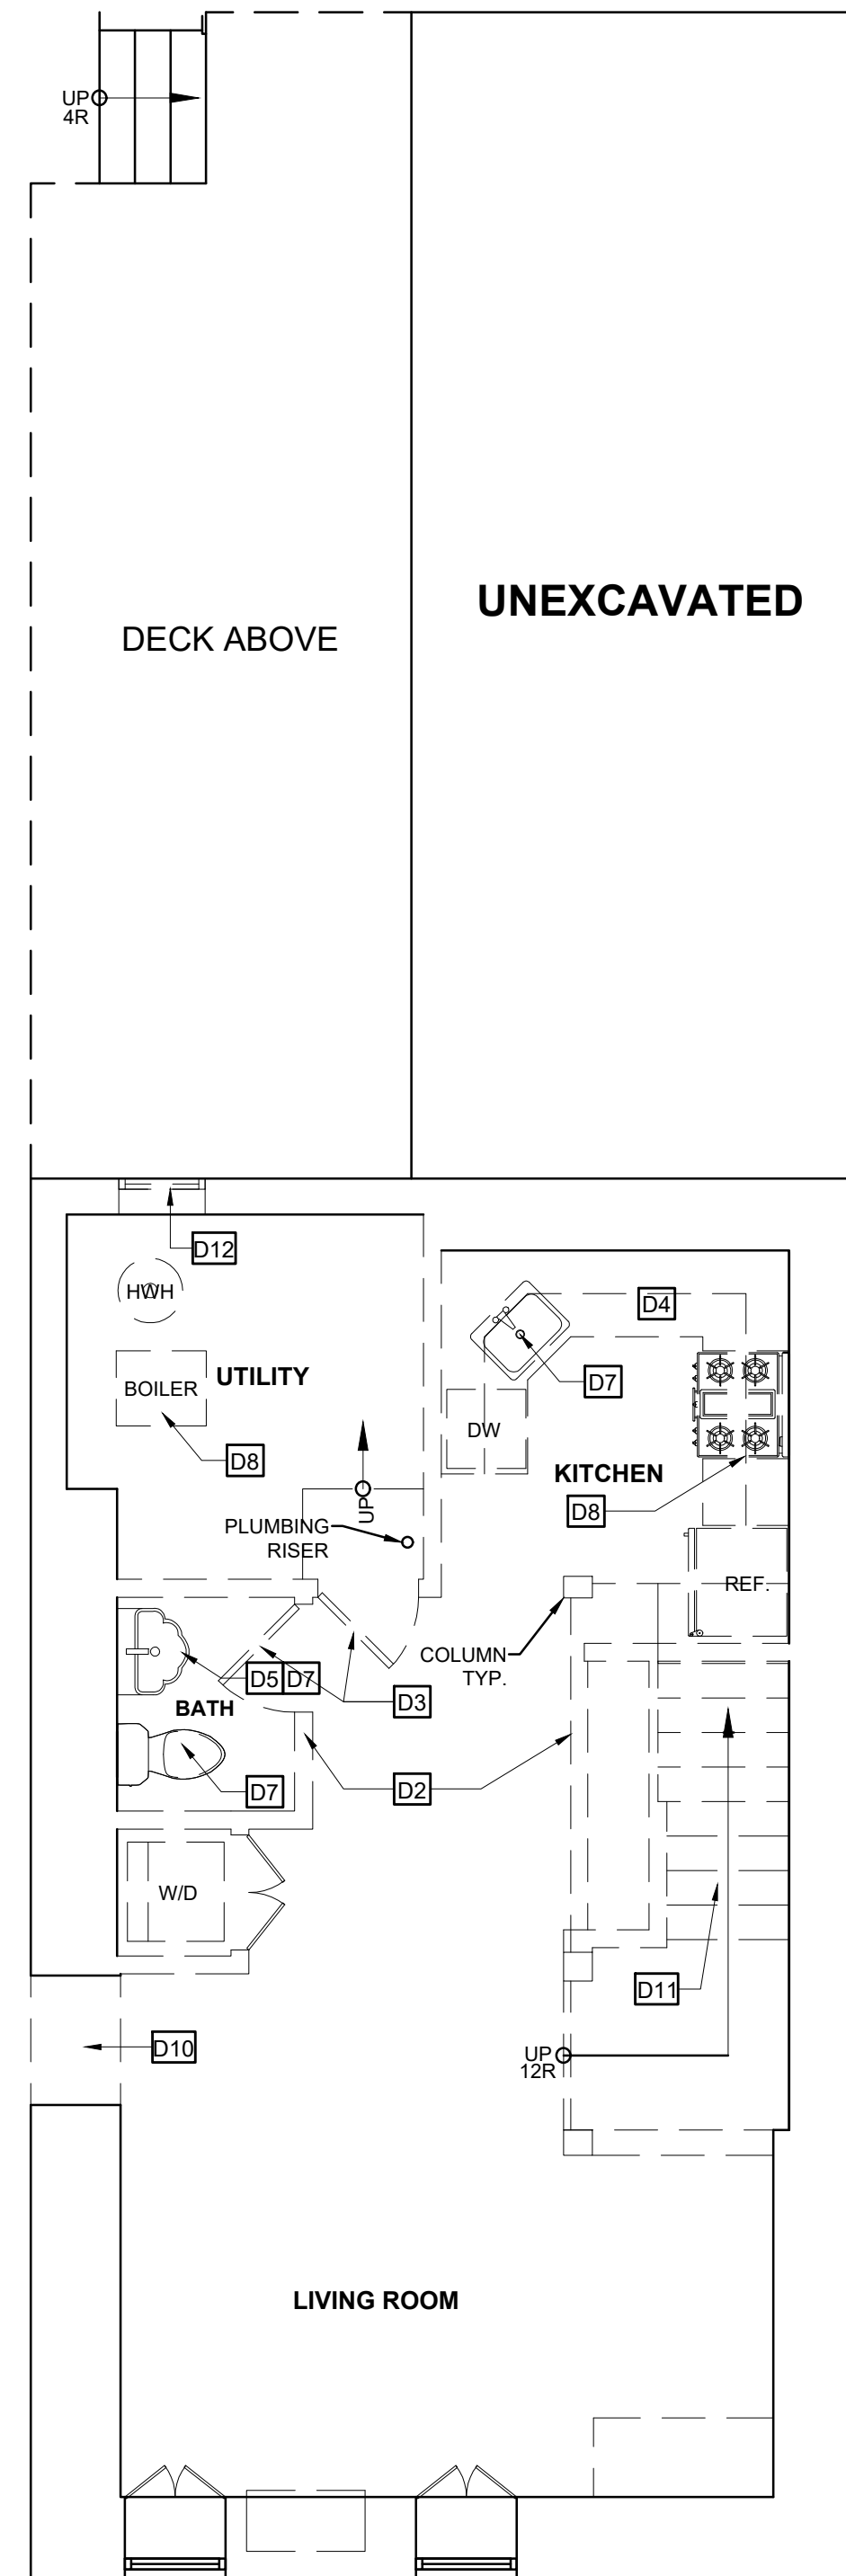 UP
4R
UNEXCAVATED
DECK ABOVE
D12
HWH
D4
UTILITY
BOILER
D7
DW
D8
KITCHEN
D8
UP
PLUMBING
RISER
REF.
COLUMN
TYP.
D5 D7
D3
BATH
D7
D2
W/D
D11
D10
UP
12R
LIVING ROOM